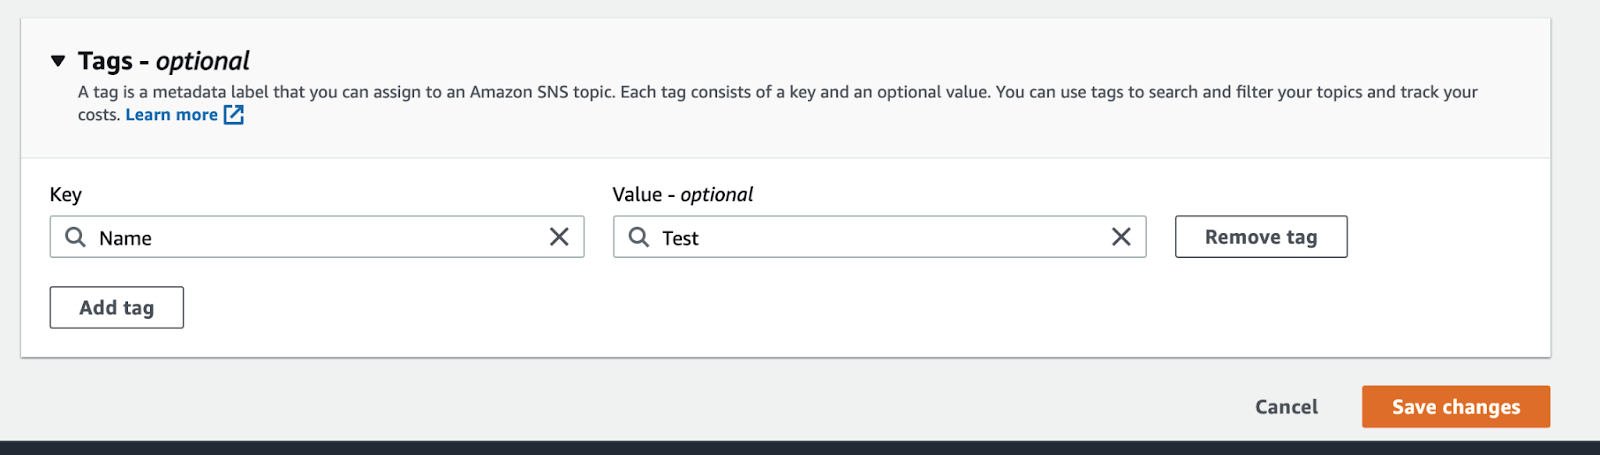 Tags - optional
A tag is a metadata label that you can assign to an Amazon SNS topic. Each tag consists of a key and an optional value. You can use tags to search and filter your topics and track your
costs. Learn more
Key
Value - optional
Name
Test
Remove tag
Add tag
Cancel
Save changes